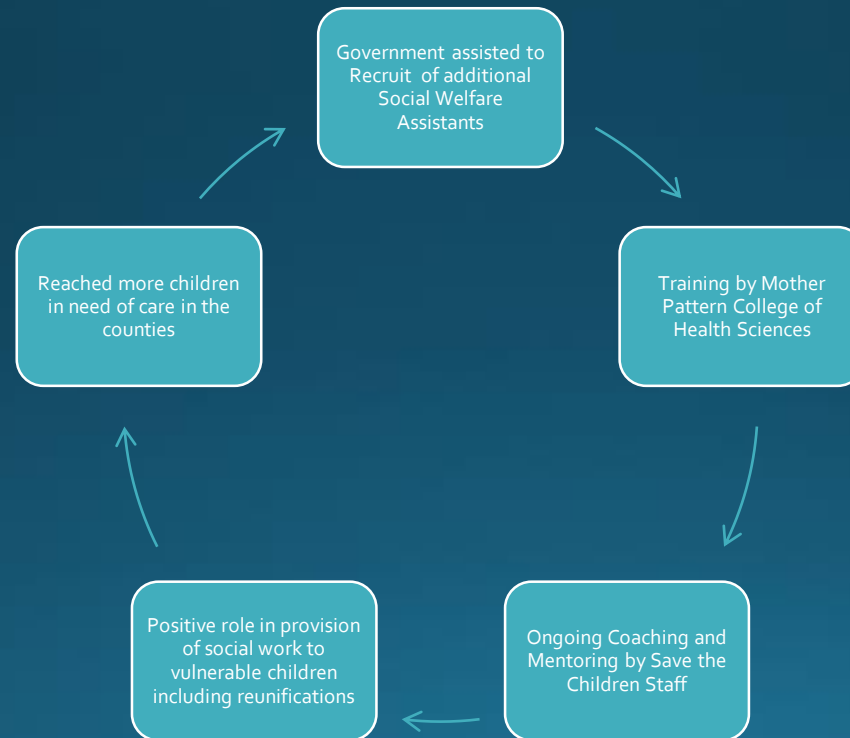 Government assisted to
Recruit of additional
Social Welfare
Assistants
Training by Mother
Pattern College of
Health Sciences
Ongoing Coaching and
Mentoring by Save the
Children Staff
Positive role in provision
of social work to
vulnerable children
including reunifications
Reached more children
in need of care in the
counties